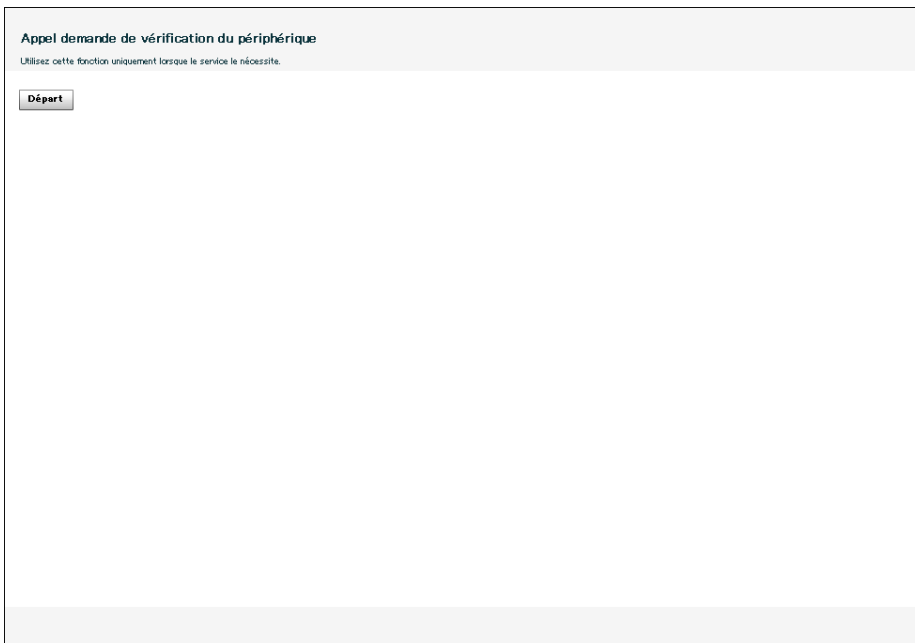 Appel demande de vérification du périphérique
Utilisez cette fonction uniquement lorsque le service le nécessite.
Départ